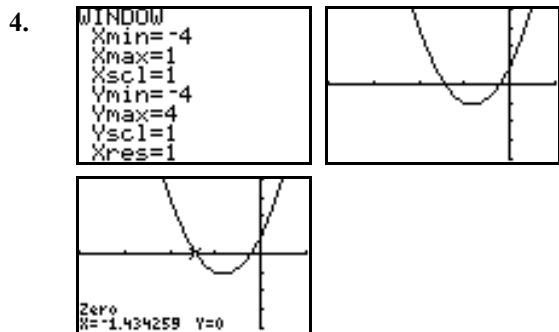 4.
WINDOW
Xmin=-4
Xmax=1
Xscl=1
Ymin=-4
Ymax=4
Yscl=1
Xres=1
Zero
X=-1.434259 Y=0